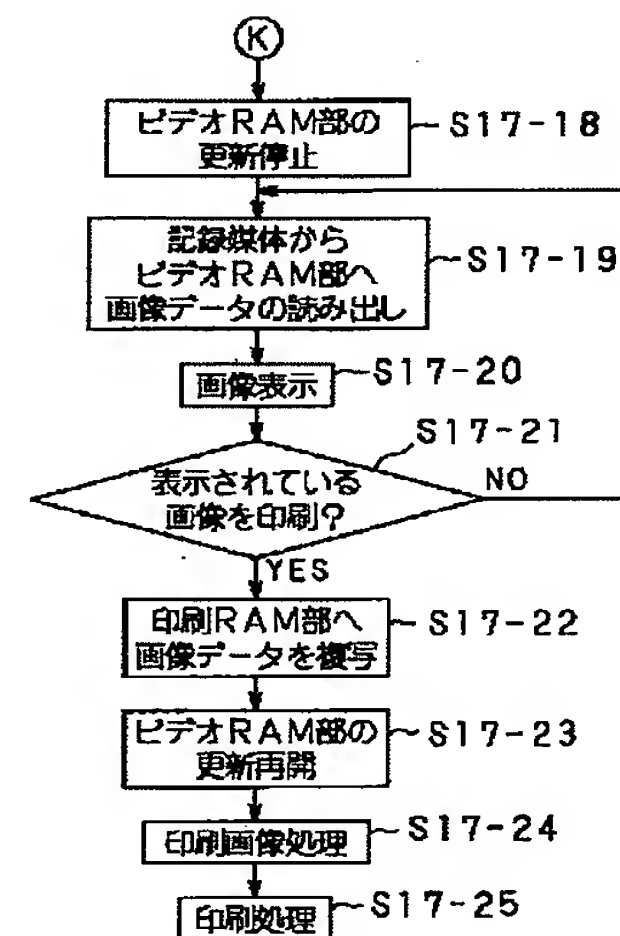 K
ビデオRAM部の
更新停止
S17-18
記録媒体から
ビデオRAM部へ
画像データの読み出し
S17-19
画像表示
S17-20
S17-21
表示されている
画像を印刷?
NO
YES
印刷RAM部へ
画像データを複写
S17-22
ビデオRAM部の
更新再開
S17-23
印刷画像処理
S17-24
印刷処理
S17-25